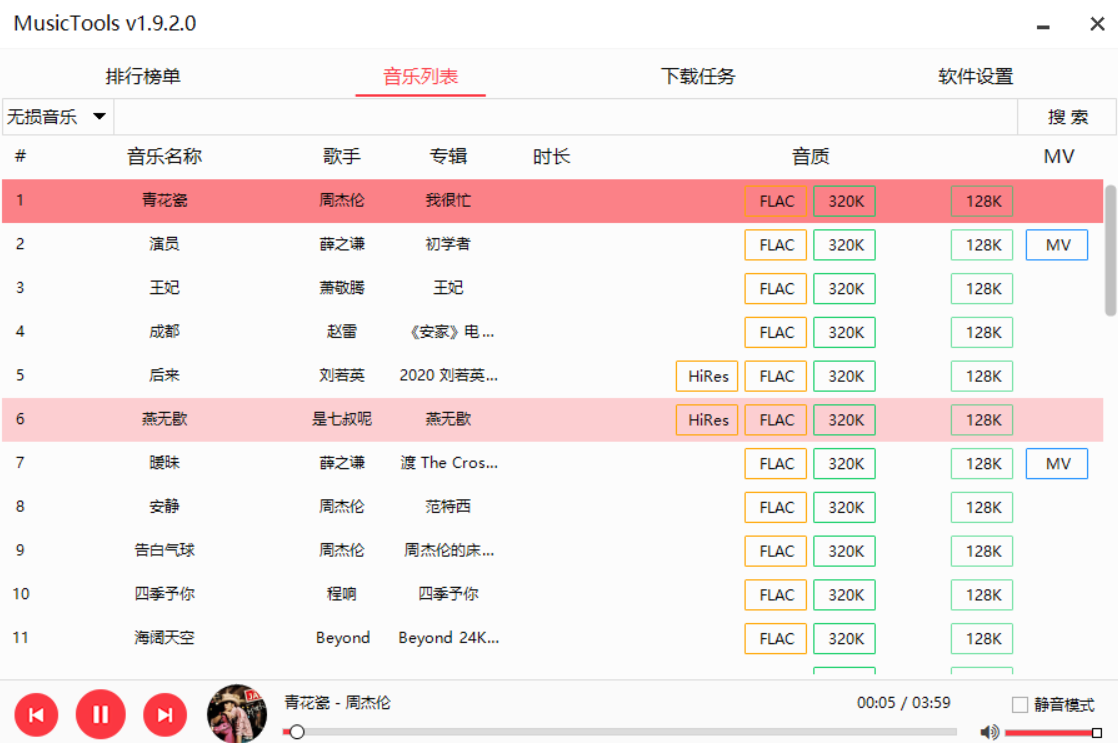 MusicTools v1.9.2.0
排行榜单 音乐列表 下载任务 软件设置
无损音乐 搜 索
# 音乐名称 歌手 专辑 时长 音质 MV
1 青花瓷 周杰伦 我很忙 FLAC 320K 128K
2 演员 薛之谦 初学者 FLAC 320K 128K MV
3 王妃 萧敬腾 王妃 FLAC 320K 128K
4 成都 赵雷 《安家》电... FLAC 320K 128K
5 后来 刘若英 2020 刘若英... HiRes FLAC 320K 128K
6 燕无歇 是七叔呢 燕无歇 HiRes FLAC 320K 128K
7 暧昧 薛之谦 渡 The Cros... FLAC 320K 128K MV
8 安静 周杰伦 范特西 FLAC 320K 128K
9 告白气球 周杰伦 周杰伦的床... FLAC 320K 128K
10 四季予你 程响 四季予你 FLAC 320K 128K
11 海阔天空 Beyond Beyond 24K... FLAC 320K 128K
青花瓷 - 周杰伦 00:05 / 03:59 静音模式